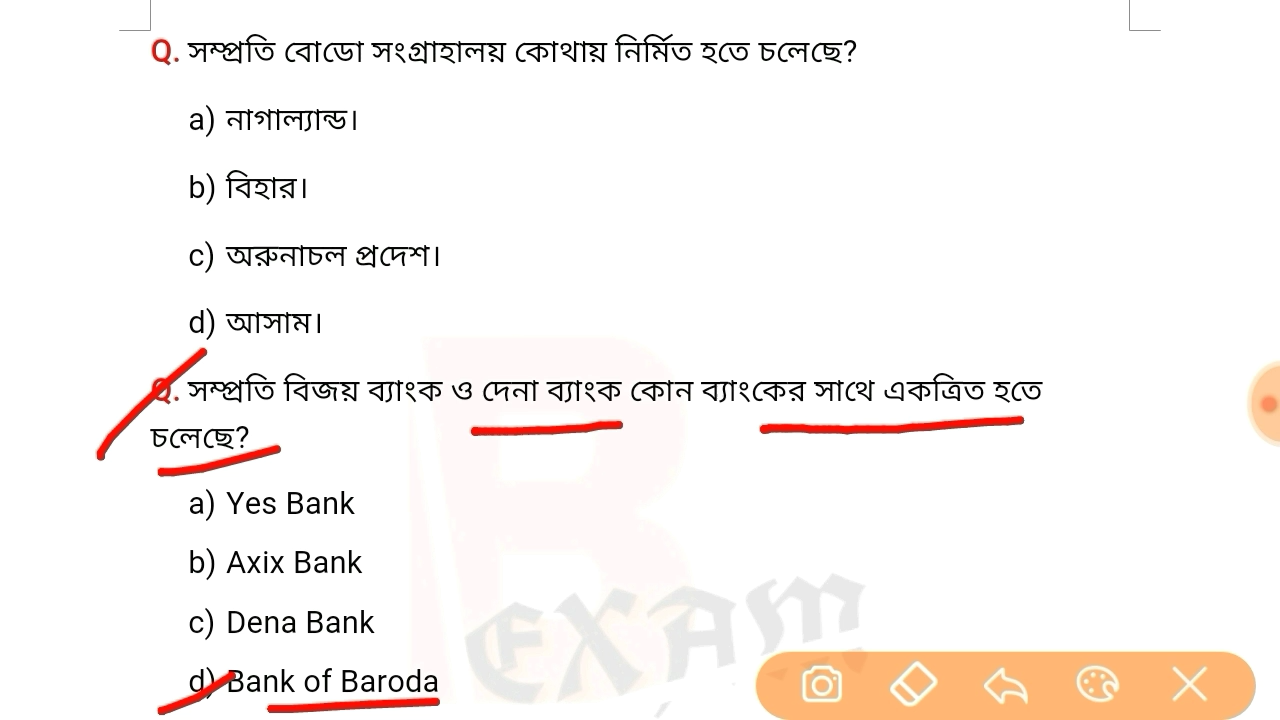 Q. সম্প্রতি বোডো সংগ্রাহালয় কোথায় নির্মিত হতে চলেছে?
a) নাগাল্যান্ড।
b) বিহার।
c) অরুনাচল প্রদেশ।
d) আসাম।
Q. সম্প্রতি বিজয় ব্যাংক ও দেনা ব্যাংক কোন ব্যাংকের সাথে একত্রিত হতে
চলেছে?
a) Yes Bank
b) Axix Bank
c) Dena Bank
d) Bank of Baroda
B
EXAM